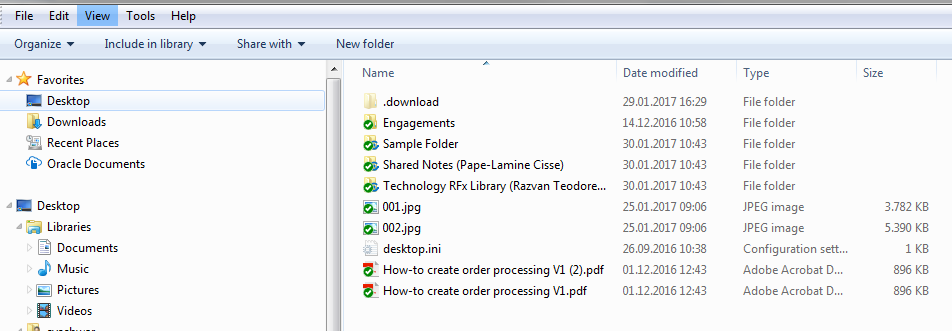 File Edit View Tools Help
Organize Include in library Share with New folder
Favorites
Desktop
Downloads
Recent Places
Oracle Documents
Desktop
Libraries
Documents
Music
Pictures
Videos
Name Date modified Type Size
.download 29.01.2017 16:29 File folder
Engagements 14.12.2016 10:58 File folder
Sample Folder 30.01.2017 10:43 File folder
Shared Notes (Pape-Lamine Cisse) 30.01.2017 10:43 File folder
Technology RFx Library (Razvan Teodore... 30.01.2017 10:43 File folder
001.jpg 25.01.2017 09:06 JPEG image 3.782 KB
002.jpg 25.01.2017 09:06 JPEG image 5.390 KB
desktop.ini 26.09.2016 10:38 Configuration sett... 1 KB
How-to create order processing V1 (2).pdf 01.12.2016 12:43 Adobe Acrobat D... 896 KB
How-to create order processing V1.pdf 01.12.2016 12:43 Adobe Acrobat D... 896 KB